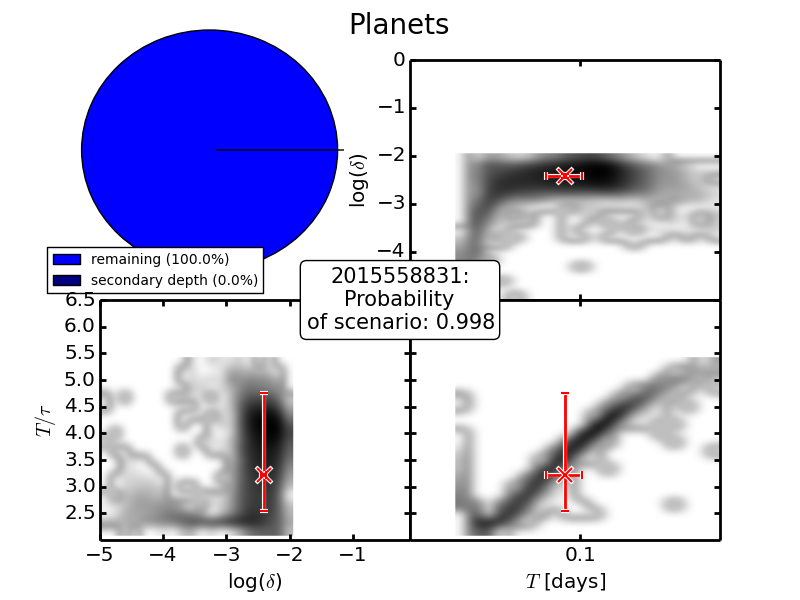 Planets
0
−1
−2
−3
−4
log(δ)
remaining (100.0%)
secondary depth (0.0%)
2015558831:
Probability
of scenario: 0.998
6.5
6.0
5.5
5.0
4.5
4.0
3.5
3.0
2.5
T/τ
−5 −4 −3 −2 −1
0.1
log(δ)
T [days]